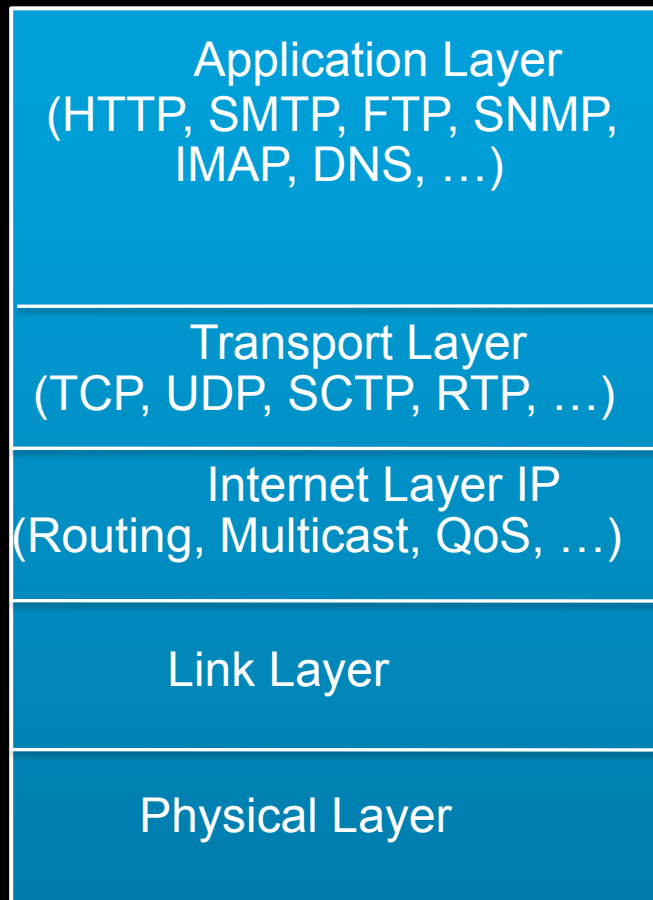 Application Layer
(HTTP, SMTP, FTP, SNMP,
IMAP, DNS, …)
Transport Layer
(TCP, UDP, SCTP, RTP, …)
Internet Layer IP
(Routing, Multicast, QoS, …)
Link Layer
Physical Layer